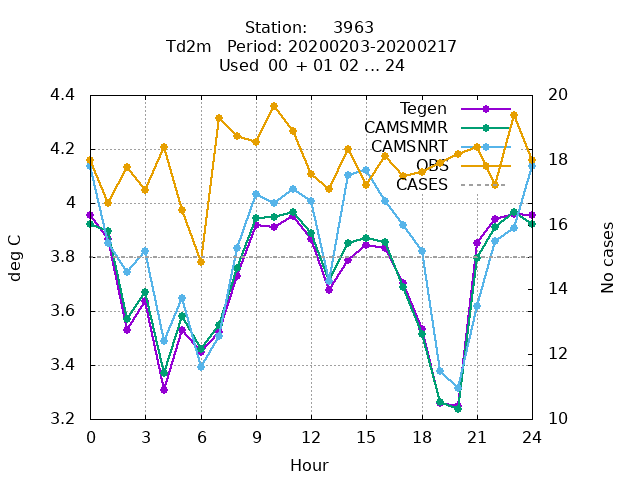 Station: 3963
Td2m Period: 20200203-20200217
Used 00 + 01 02 ... 24
4.4
4.2
4
3.8
3.6
3.4
3.2
deg C
Tegen
CAMSMMR
CAMSNRT
OBS
CASES
20
18
16
14
12
10
No cases
0 3 6 9 12 15 18 21 24
Hour